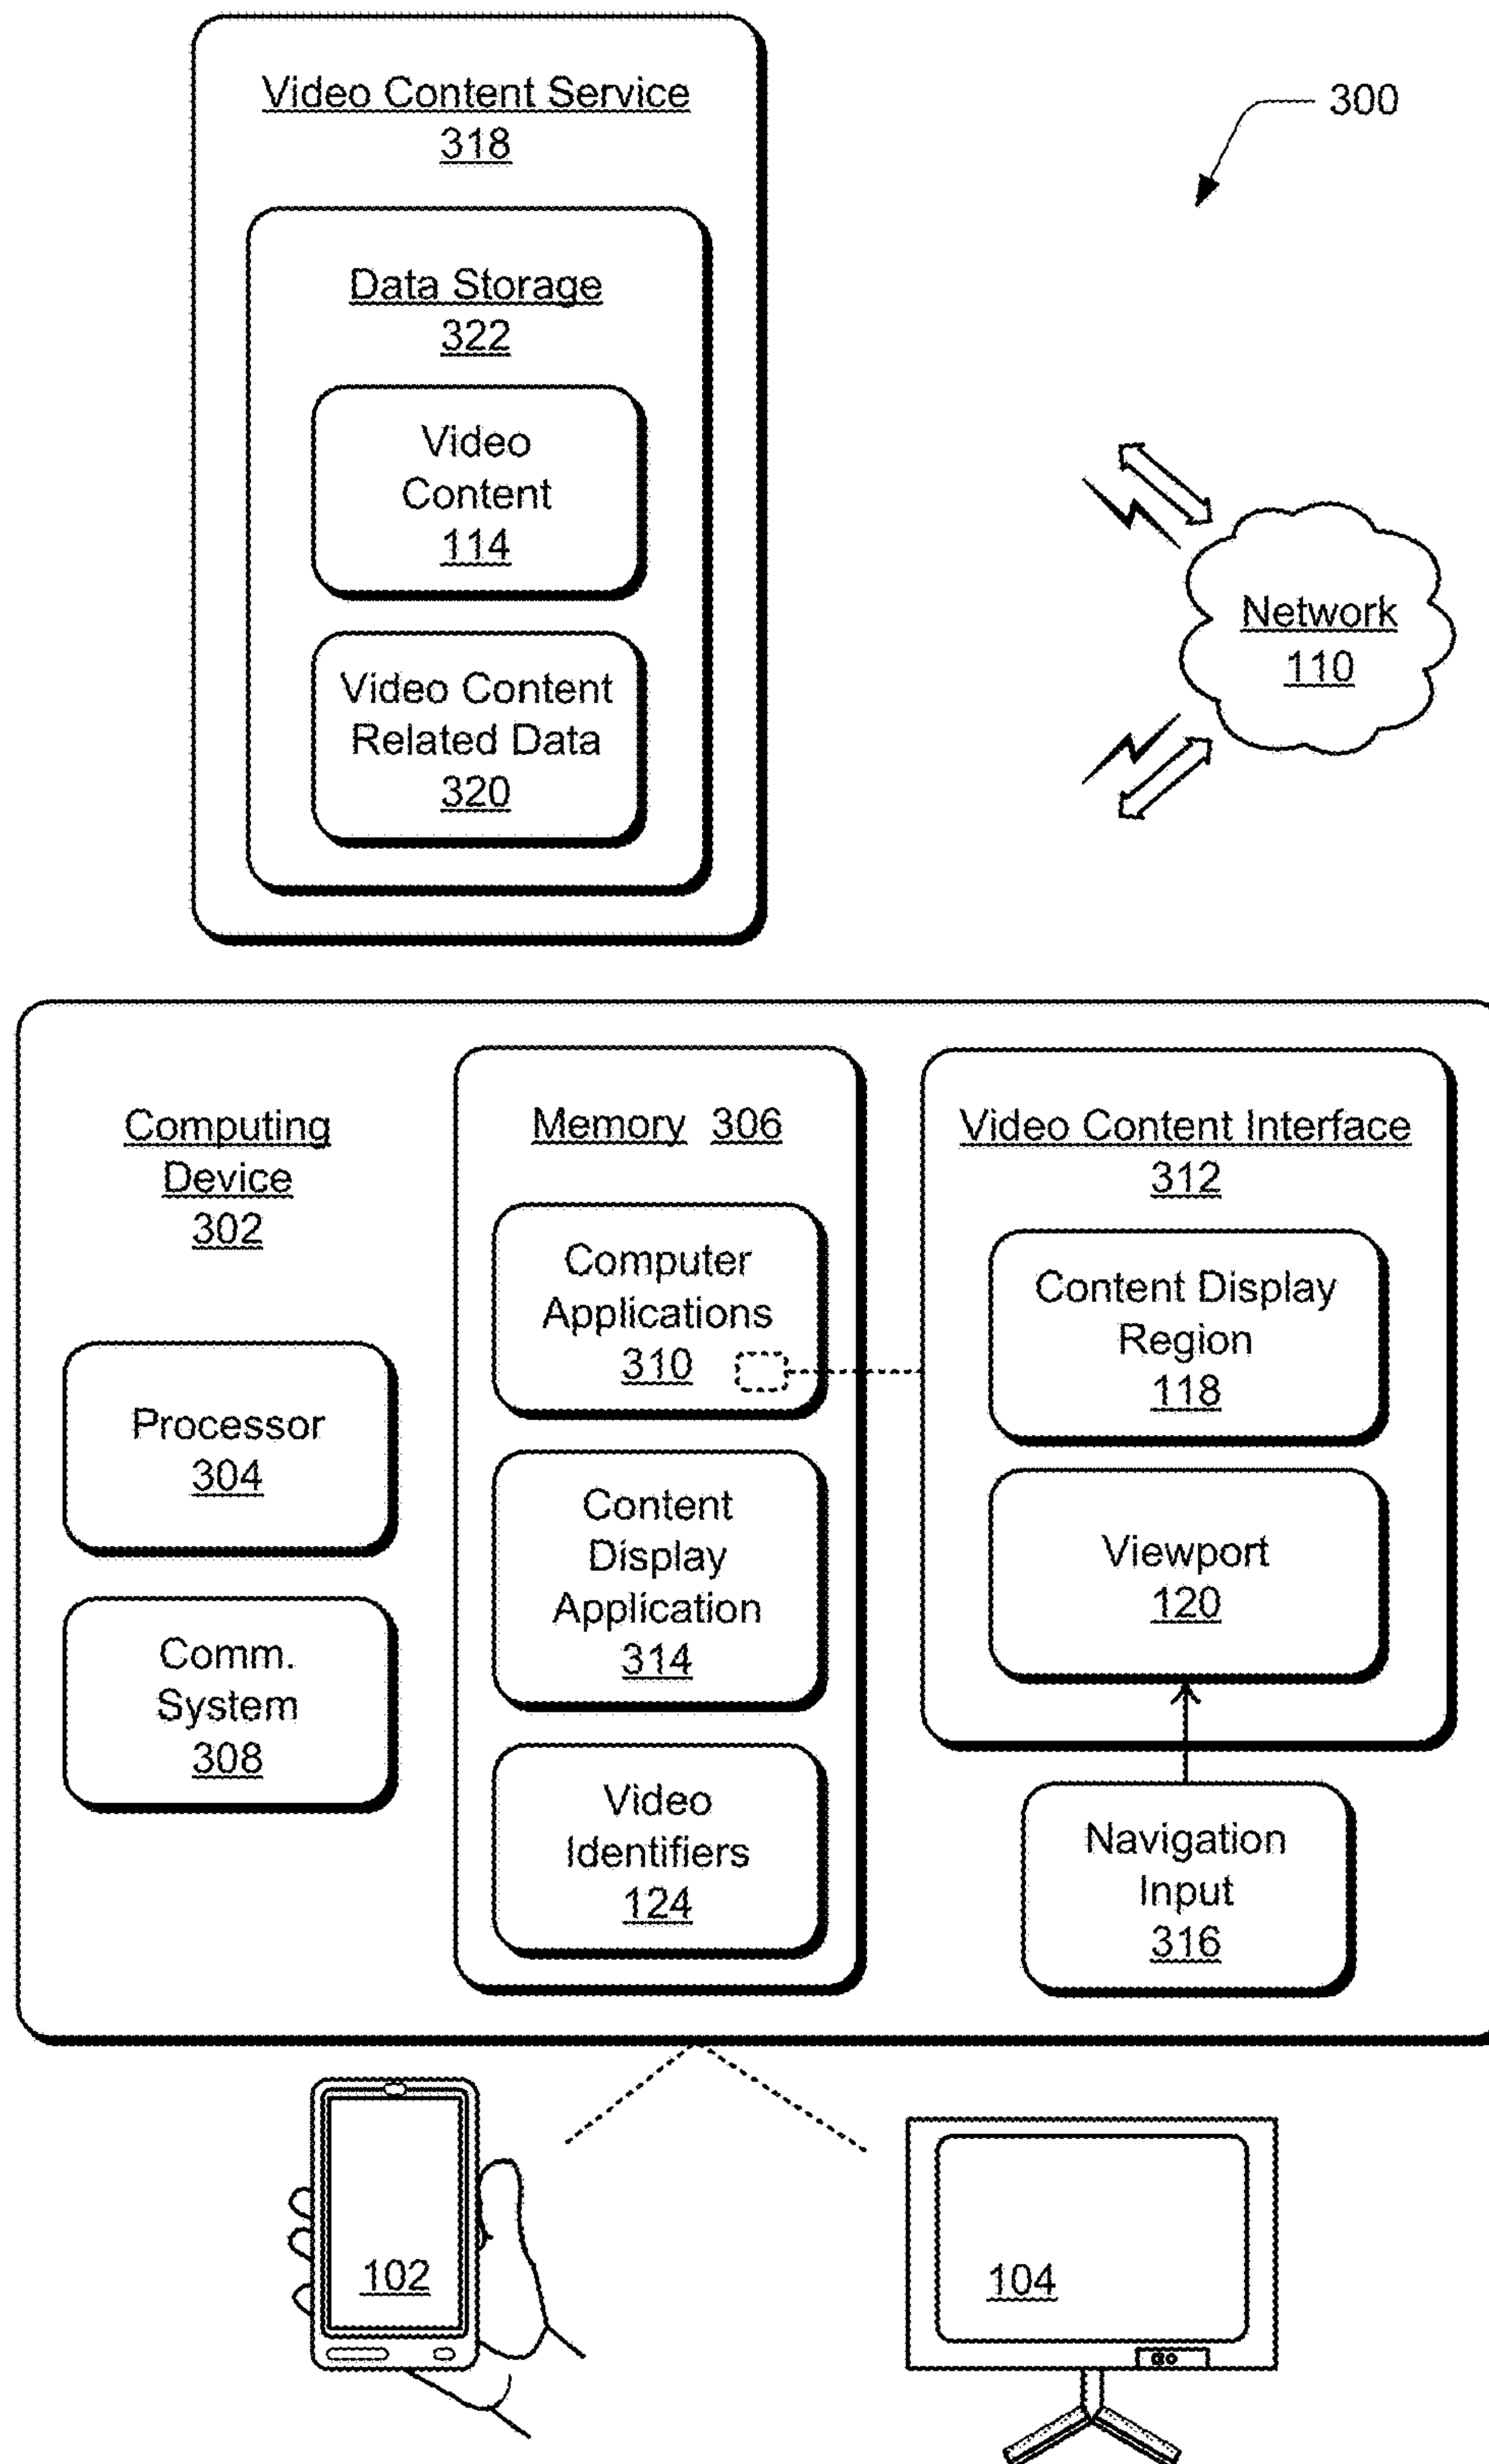 Video Content Service
318
300
Data Storage
322
Video
Content
114
Video Content
Related Data
320
Network
110
Computing
Device
302
Processor
304
Comm.
System
308
Memory 306
Computer
Applications
310
Content
Display
Application
314
Video
Identifiers
124
Video Content Interface
312
Content Display
Region
118
Viewport
120
Navigation
Input
316
102
104